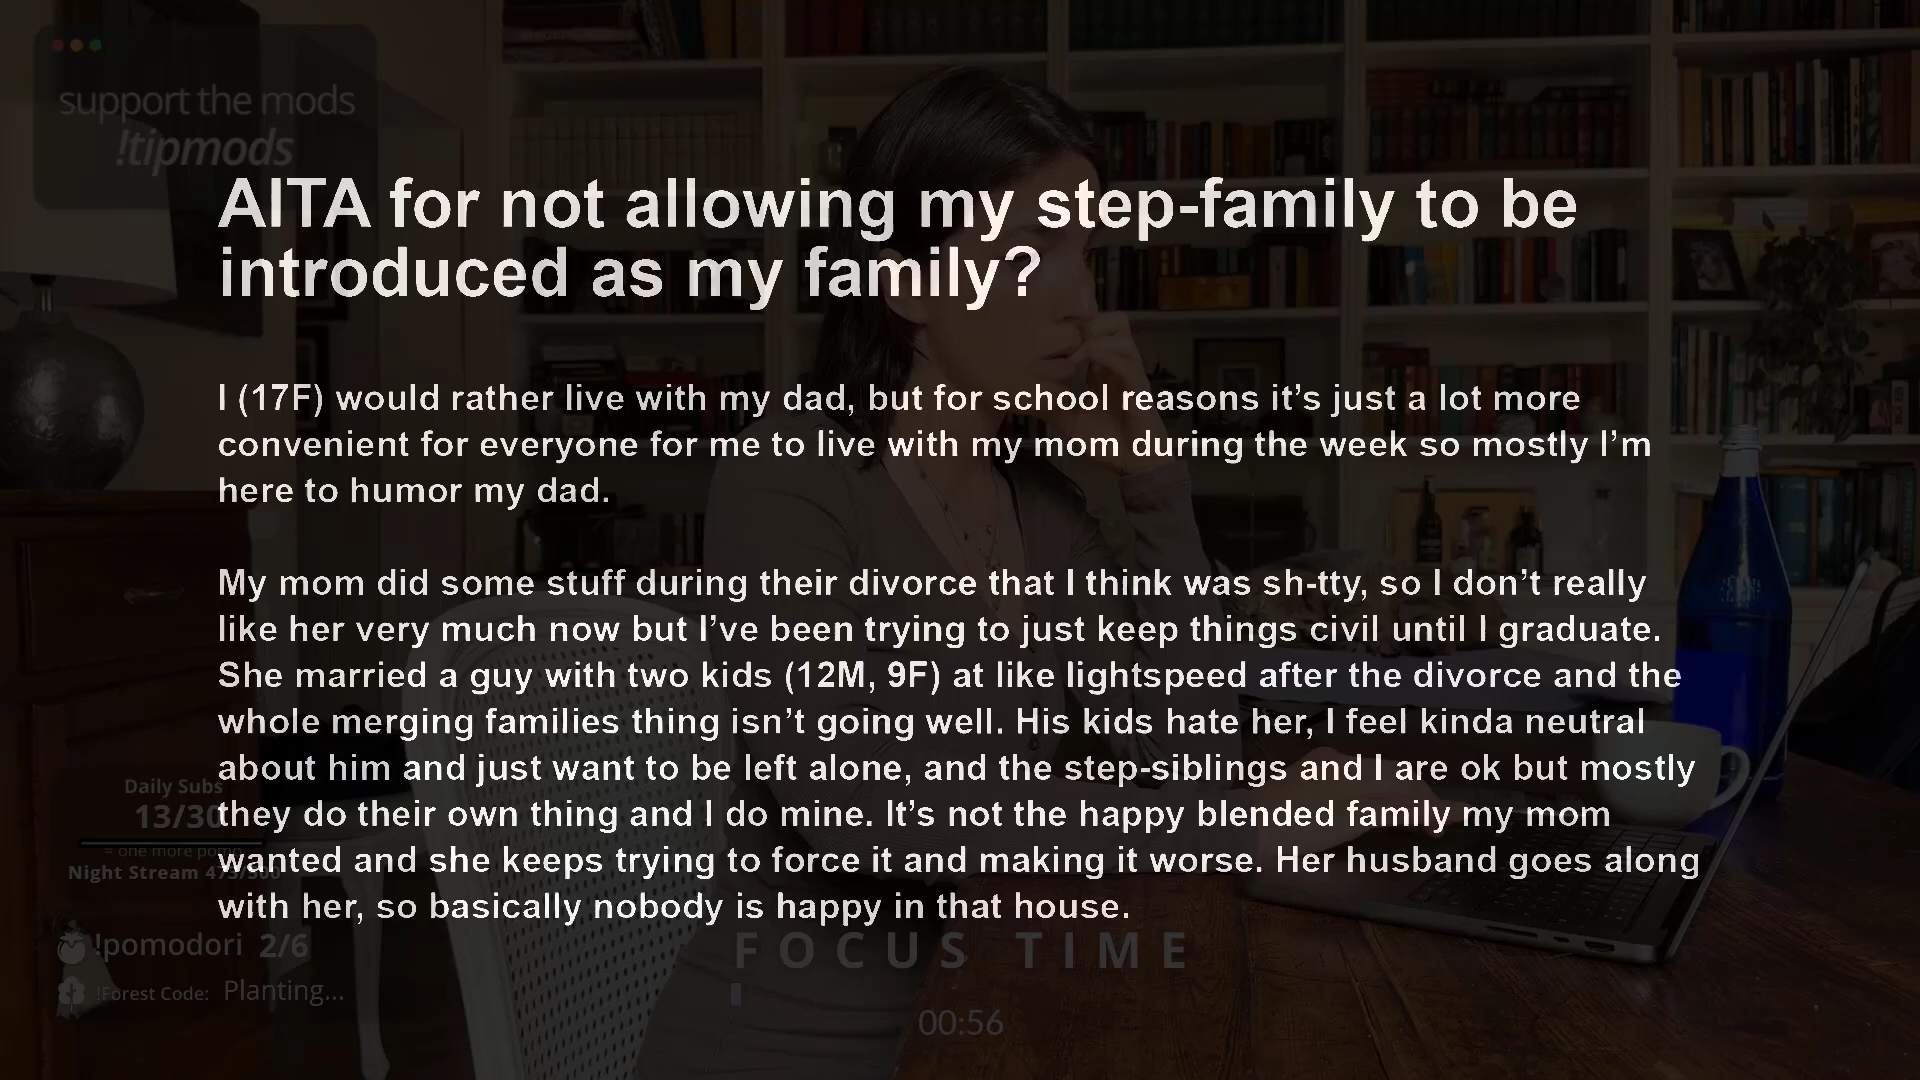 support the mods
!tipmods
AITA for not allowing my step-family to be
introduced as my family?
I (17F) would rather live with my dad, but for school reasons it’s just a lot more
convenient for everyone for me to live with my mom during the week so mostly I’m
here to humor my dad.
My mom did some stuff during their divorce that I think was sh-tty, so I don’t really
like her very much now but I’ve been trying to just keep things civil until I graduate.
She married a guy with two kids (12M, 9F) at like lightspeed after the divorce and the
whole merging families thing isn’t going well. His kids hate her, I feel kinda neutral
about him and just want to be left alone, and the step-siblings and I are ok but mostly
they do their own thing and I do mine. It’s not the happy blended family my mom
wanted and she keeps trying to force it and making it worse. Her husband goes along
with her, so basically nobody is happy in that house.
Daily Subs
13/30
= one more pomo
Night Stream
!pomodori 2/6
!Forest Code: Planting...
FOCUS TIME
00:56